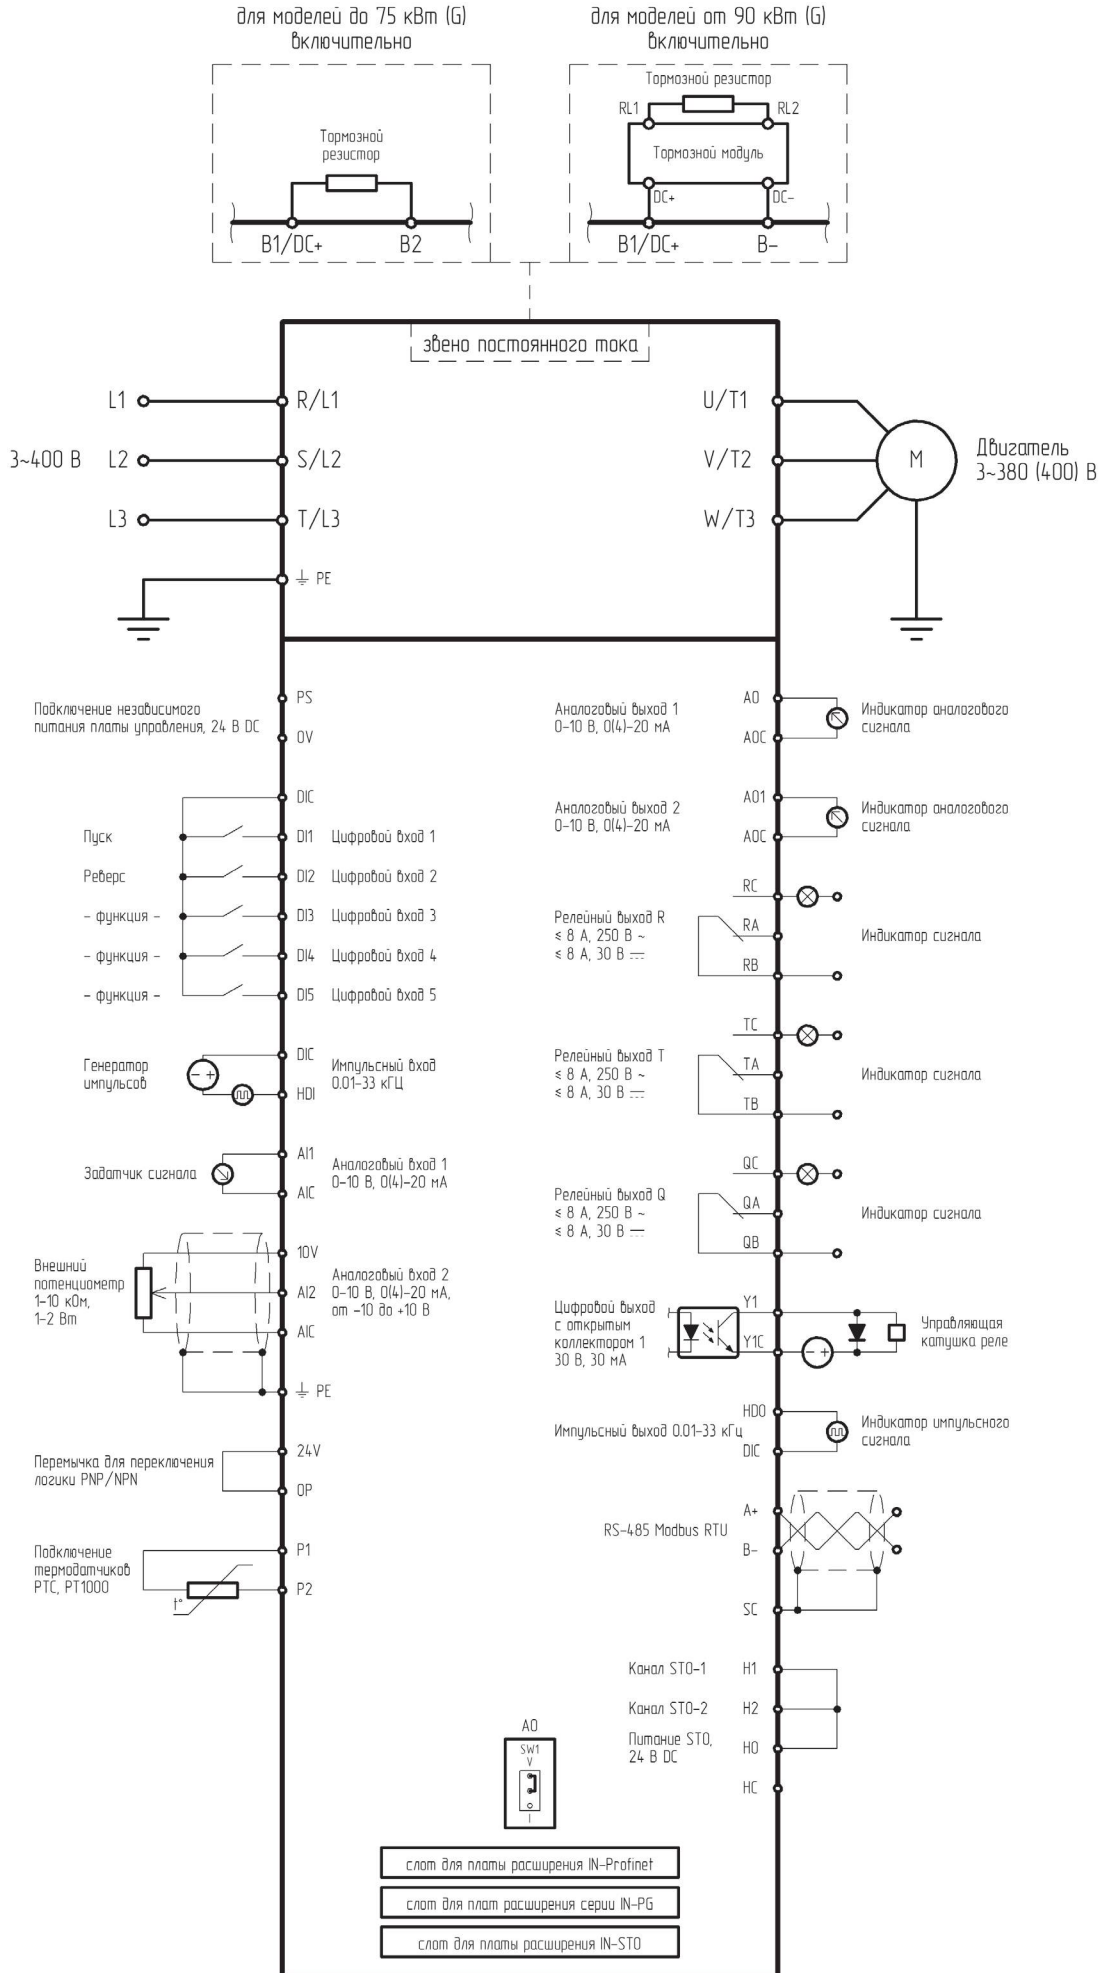 для моделей до 75 кВт (G)
включительно
для моделей от 90 кВт (G)
включительно
Тормозной
резистор
B1/DC+
B2
Тормозной резистор
RL1
RL2
Тормозной модуль
DC+
DC-
B1/DC+
B-
звено постоянного тока
L1
R/L1
U/T1
3~400 В
L2
S/L2
V/T2
M
Двигатель
3~380 (400) В
L3
T/L3
W/T3
PE
Подключение независимого
питания платы управления, 24 В DC
PS
0V
DIC
Пуск
DI1
Цифровой вход 1
Реверс
DI2
Цифровой вход 2
- функция -
DI3
Цифровой вход 3
- функция -
DI4
Цифровой вход 4
- функция -
DI5
Цифровой вход 5
Генератор
импульсов
- +
DIC
HDI
Импульсный вход
0.01-33 кГЦ
Задатчик сигнала
AI1
AIC
Аналоговый вход 1
0-10 В, 0(4)-20 мА
Внешний
потенциометр
1-10 кОм,
1-2 Вт
10V
AI2
AIC
Аналоговый вход 2
0-10 В, 0(4)-20 мА,
от -10 до +10 В
PE
Перемычка для переключения
логики PNP/NPN
24V
OP
Подключение
термодатчиков
PTC, PT1000
t°
P1
P2
Аналоговый выход 1
0-10 В, 0(4)-20 мА
AO
AOC
Индикатор аналогового
сигнала
Аналоговый выход 2
0-10 В, 0(4)-20 мА
AO1
AOC
Индикатор аналогового
сигнала
Релейный выход R
≤ 8 А, 250 В ~
≤ 8 А, 30 В ⎓
RC
RA
RB
Индикатор сигнала
Релейный выход T
≤ 8 А, 250 В ~
≤ 8 А, 30 В ⎓
TC
TA
TB
Индикатор сигнала
Релейный выход Q
≤ 8 А, 250 В ~
≤ 8 А, 30 В ⎓
QC
QA
QB
Индикатор сигнала
Цифровой выход
с открытым
коллектором 1
30 В, 30 мА
Y1
Y1C
- +
Управляющая
катушка реле
Импульсный выход 0.01-33 кГц
HDO
DIC
Индикатор импульсного
сигнала
RS-485 Modbus RTU
A+
B-
SC
Канал STO-1
H1
Канал STO-2
H2
Питание STO,
24 В DC
HO
HC
AO
SW1
V
I
слот для платы расширения IN-Profinet
слот для плат расширения серии IN-PG
слот для платы расширения IN-STO